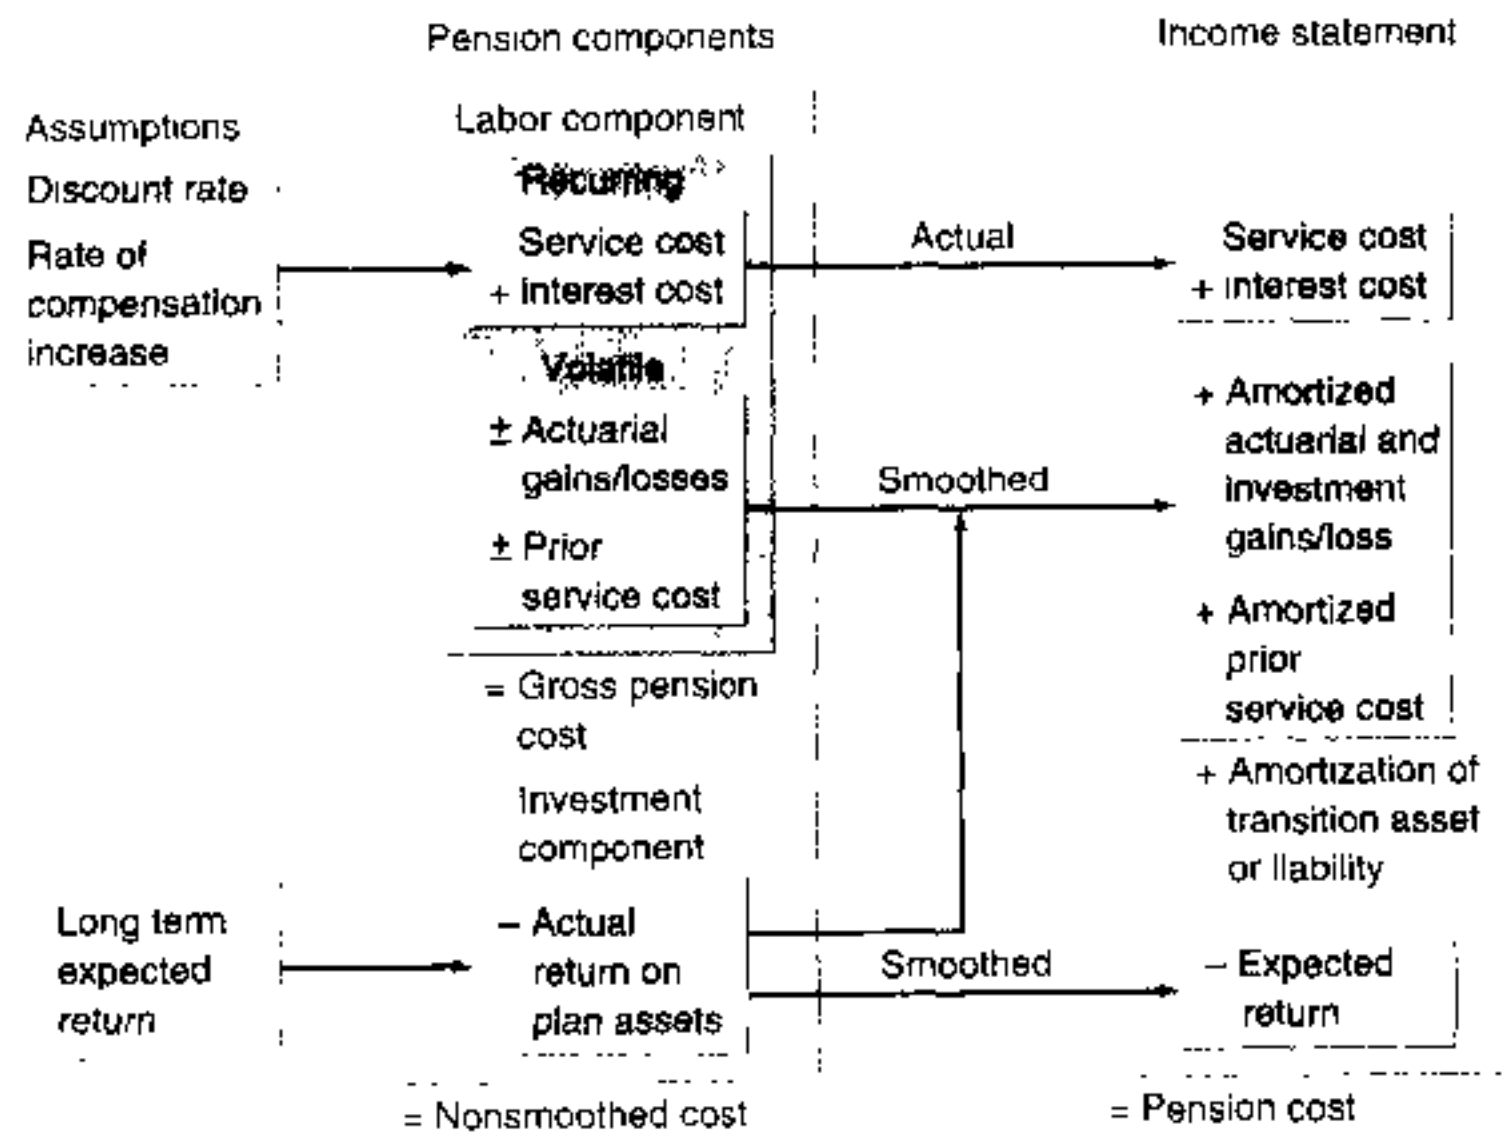 Pension components
Income statement
Assumptions
Discount rate
Rate of
compensation
increase
Labor component
Recurring
Service cost
+ interest cost
Volatile
± Actuarial
gains/losses
± Prior
service cost
= Gross pension
cost
Investment
component
Long term
expected
return
− Actual
return on
plan assets
= Nonsmoothed cost
Actual
Smoothed
Smoothed
Service cost
+ interest cost
+ Amortized
actuarial and
investment
gains/loss
+ Amortized
prior
service cost
+ Amortization of
transition asset
or liability
− Expected
return
= Pension cost